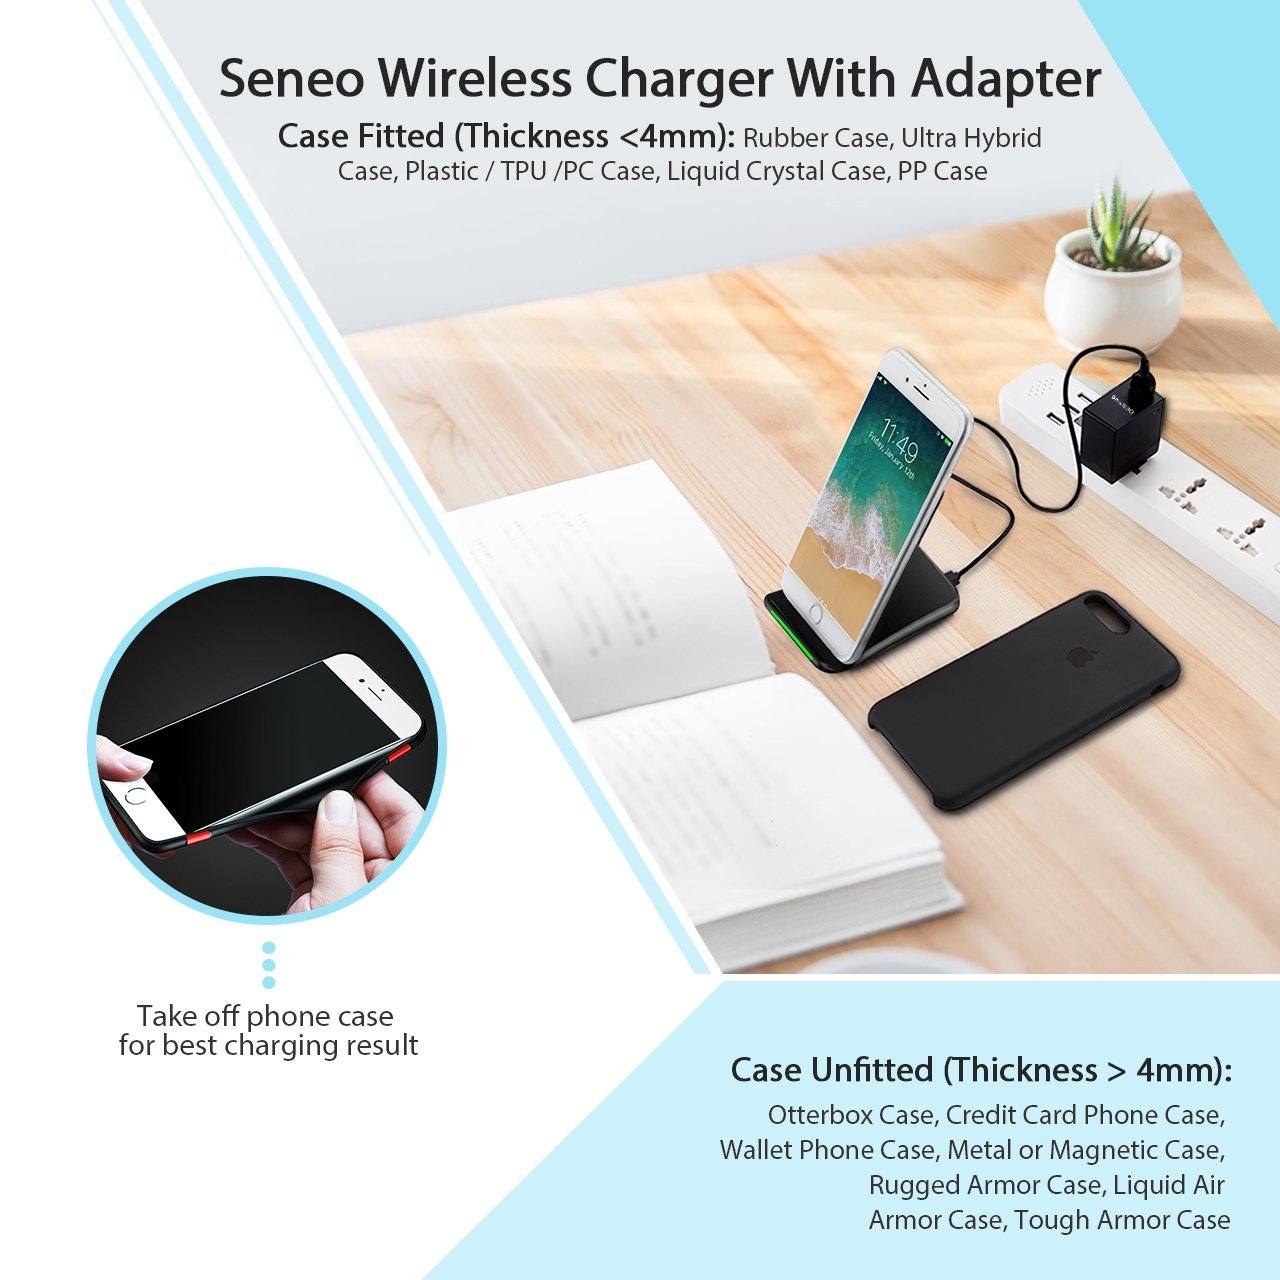 Seneo Wireless Charger With Adapter
Case Fitted (Thickness <4mm): Rubber Case, Ultra Hybrid
Case, Plastic / TPU /PC Case, Liquid Crystal Case, PP Case
11:49
Friday, January 12th
Take off phone case
for best charging result
Case Unfitted (Thickness > 4mm):
Otterbox Case, Credit Card Phone Case,
Wallet Phone Case, Metal or Magnetic Case,
Rugged Armor Case, Liquid Air
Armor Case, Tough Armor Case